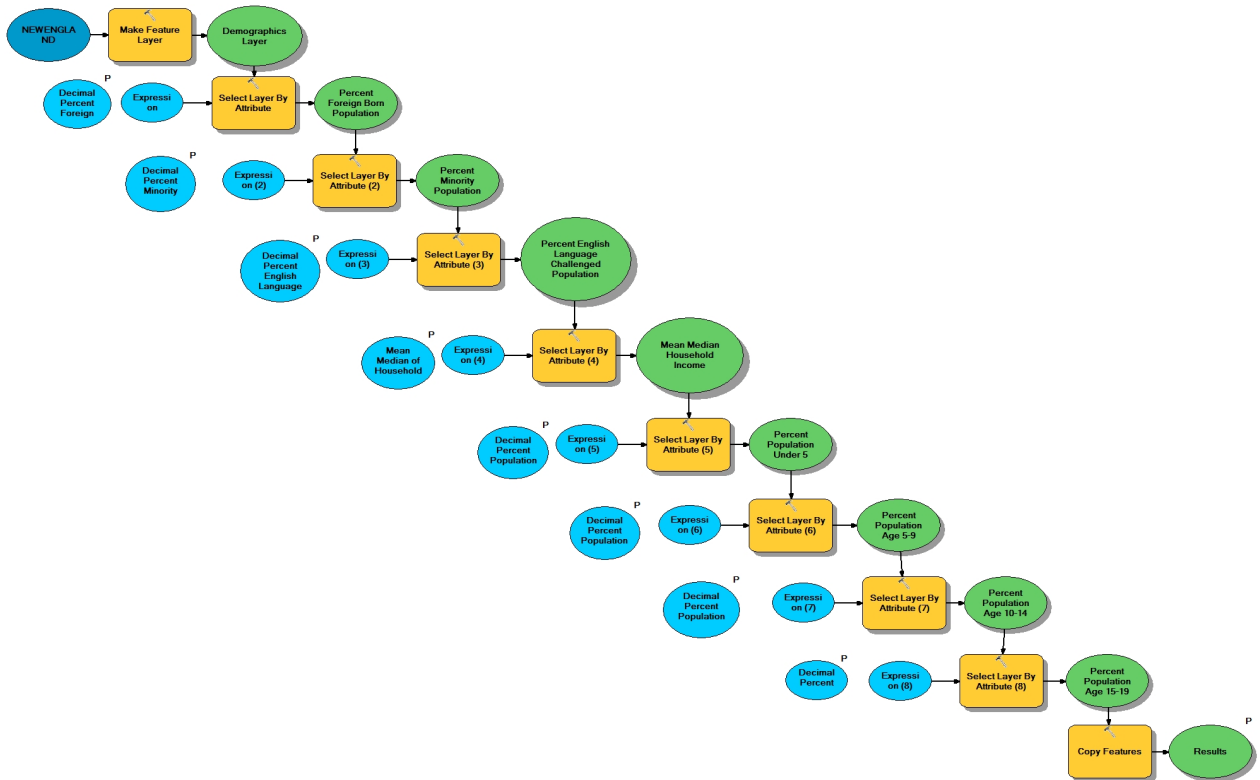 NEWENGLA
ND
Make Feature
Layer
Demographics
Layer
P
Decimal
Percent
Foreign
Expressi
on
Select Layer By
Attribute
Percent
Foreign Born
Population
P
Decimal
Percent
Minority
Expressi
on (2)
Select Layer By
Attribute (2)
Percent
Minority
Population
P
Decimal
Percent
English
Language
Expressi
on (3)
Select Layer By
Attribute (3)
Percent English
Language
Challenged
Population
P
Mean
Median of
Household
Expressi
on (4)
Select Layer By
Attribute (4)
Mean Median
Household
Income
P
Decimal
Percent
Population
Expressi
on (5)
Select Layer By
Attribute (5)
Percent
Population
Under 5
P
Decimal
Percent
Population
Expressi
on (6)
Select Layer By
Attribute (6)
Percent
Population
Age 5-9
P
Decimal
Percent
Population
Expressi
on (7)
Select Layer By
Attribute (7)
Percent
Population
Age 10-14
P
Decimal
Percent
Expressi
on (8)
Select Layer By
Attribute (8)
Percent
Population
Age 15-19
Copy Features
P
Results